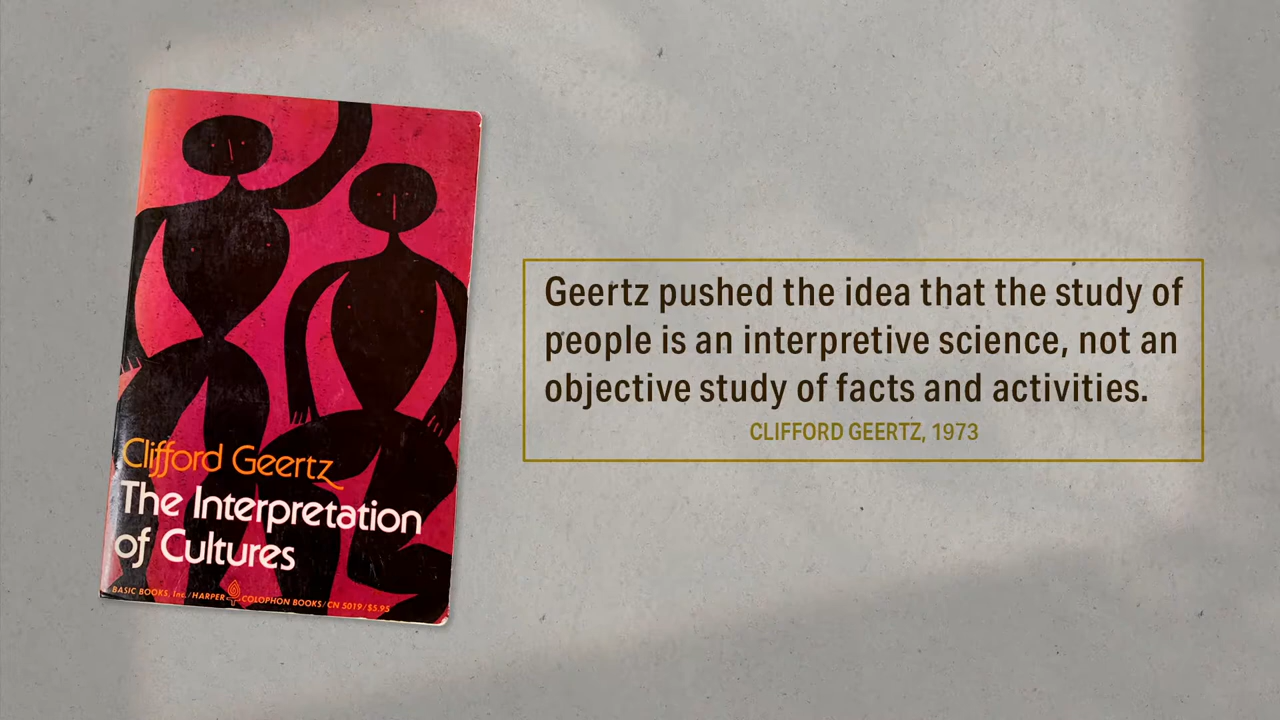 Clifford Geertz
The Interpretation
of Cultures
BASIC BOOKS, Inc./HARPER COLOPHON BOOKS/CN 5019/$5.95
Geertz pushed the idea that the study of
people is an interpretive science, not an
objective study of facts and activities.
CLIFFORD GEERTZ, 1973